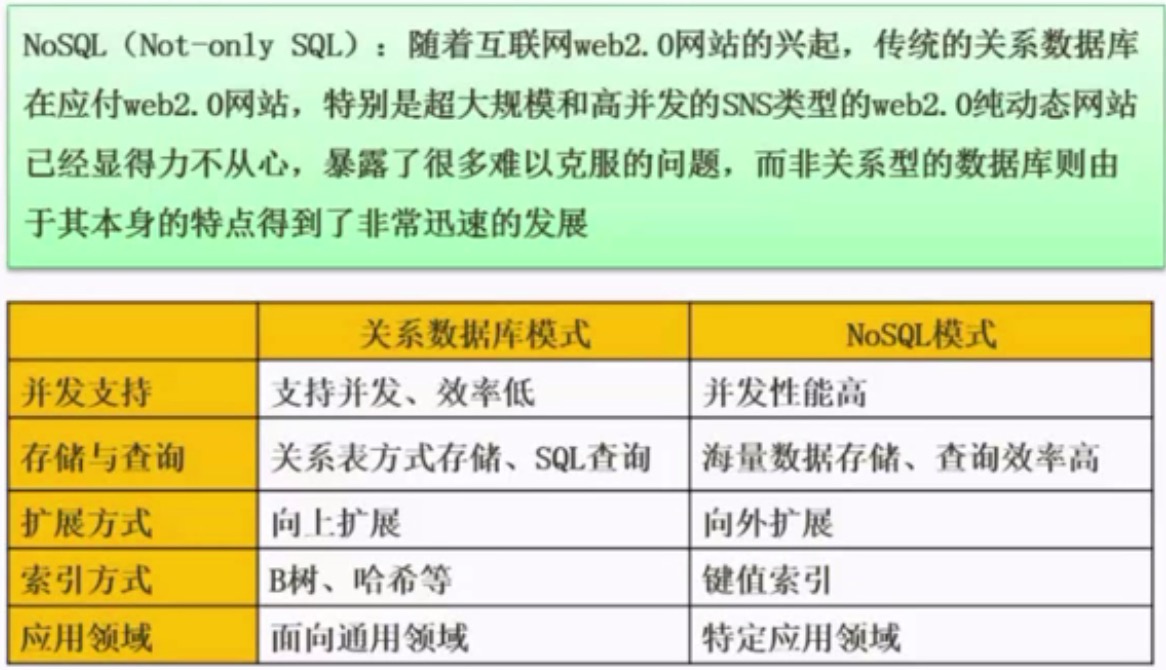 NoSQL（Not-only SQL）：随着互联网web2.0网站的兴起，传统的关系数据库
在应付web2.0网站，特别是超大规模和高并发的SNS类型的web2.0纯动态网站
已经显得力不从心，暴露了很多难以克服的问题，而非关系型的数据库则由
于其本身的特点得到了非常迅速的发展
关系数据库模式 NoSQL模式
并发支持 支持并发、效率低 并发性能高
存储与查询 关系表方式存储、SQL查询 海量数据存储、查询效率高
扩展方式 向上扩展 向外扩展
索引方式 B树、哈希等 键值索引
应用领域 面向通用领域 特定应用领域